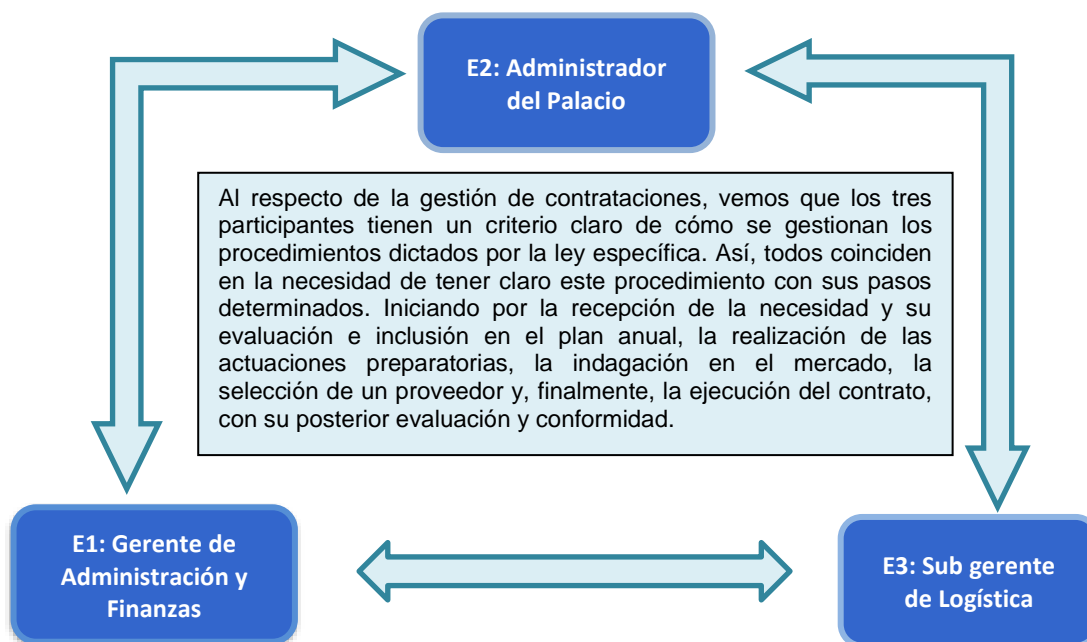 E2: Administrador
del Palacio
Al respecto de la gestión de contrataciones, vemos que los tres
participantes tienen un criterio claro de cómo se gestionan los
procedimientos dictados por la ley específica. Así, todos coinciden
en la necesidad de tener claro este procedimiento con sus pasos
determinados. Iniciando por la recepción de la necesidad y su
evaluación e inclusión en el plan anual, la realización de las
actuaciones preparatorias, la indagación en el mercado, la
selección de un proveedor y, finalmente, la ejecución del contrato,
con su posterior evaluación y conformidad.
E1: Gerente de
Administración y
Finanzas
E3: Sub gerente
de Logística